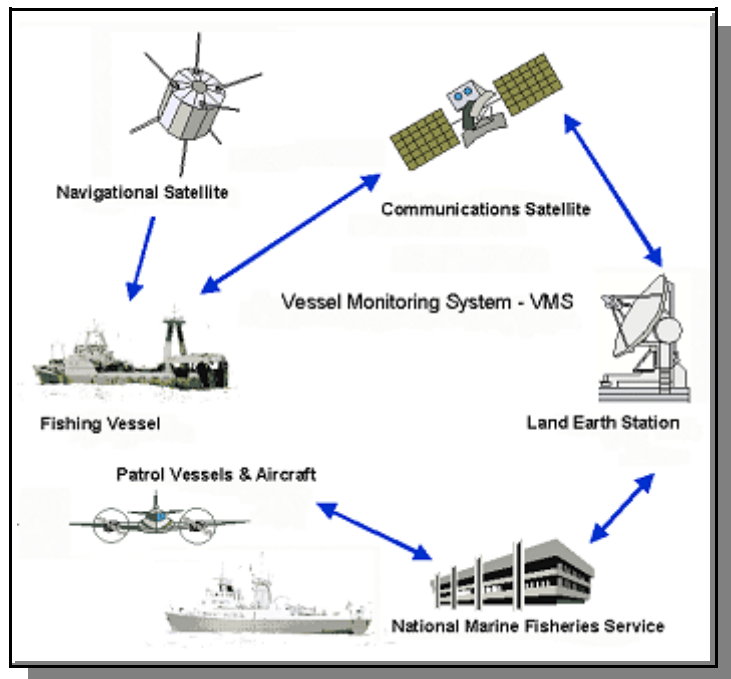 Navigational Satellite
Communications Satellite
Vessel Monitoring System - VMS
Fishing Vessel
Land Earth Station
Patrol Vessels & Aircraft
National Marine Fisheries Service